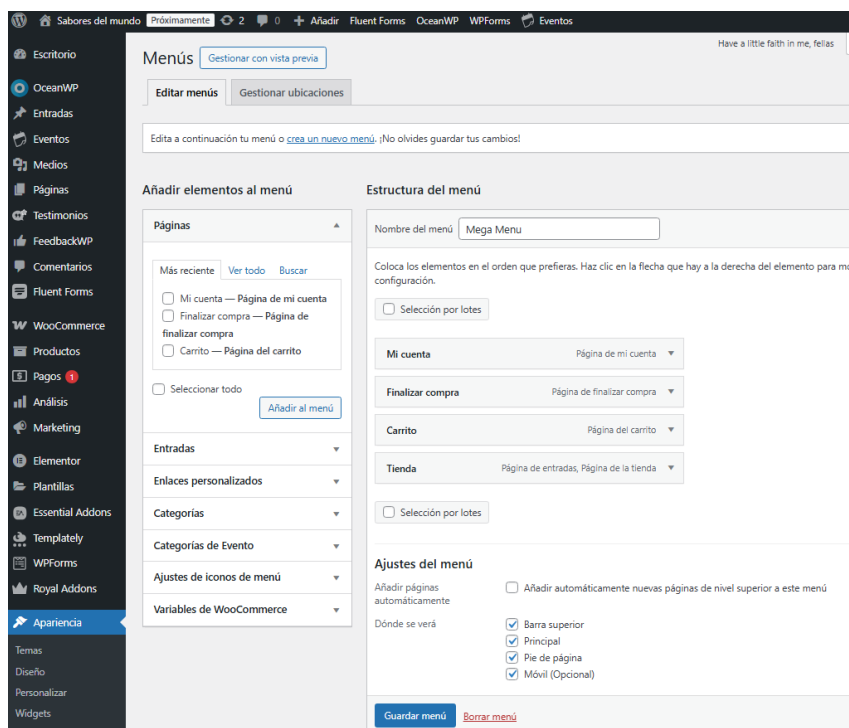 Sabores del mundo Próximamente 2 0 + Añadir Fluent Forms OceanWP WPForms Eventos
Have a little faith in me, fellas
Escritorio
OceanWP
Entradas
Eventos
Medios
Páginas
Testimonios
FeedbackWP
Comentarios
Fluent Forms
WooCommerce
Productos
Pagos 1
Análisis
Marketing
Elementor
Plantillas
Essential Addons
Templately
WPForms
Royal Addons
Apariencia
Temas
Diseño
Personalizar
Widgets
Menús Gestionar con vista previa
Editar menús Gestionar ubicaciones
Edita a continuación tu menú o crea un nuevo menú. ¡No olvides guardar tus cambios!
Añadir elementos al menú
Páginas
Más reciente Ver todo Buscar
Mi cuenta — Página de mi cuenta
Finalizar compra — Página de
finalizar compra
Carrito — Página del carrito
Seleccionar todo
Añadir al menú
Entradas
Enlaces personalizados
Categorías
Categorías de Evento
Ajustes de iconos de menú
Variables de WooCommerce
Estructura del menú
Nombre del menú Mega Menu
Coloca los elementos en el orden que prefieras. Haz clic en la flecha que hay a la derecha del elemento para
configuración.
Selección por lotes
Mi cuenta Página de mi cuenta
Finalizar compra Página de finalizar compra
Carrito Página del carrito
Tienda Página de entradas, Página de la tienda
Selección por lotes
Ajustes del menú
Añadir páginas
automáticamente
Añadir automáticamente nuevas páginas de nivel superior a este menú
Dónde se verá
Barra superior
Principal
Pie de página
Móvil (Opcional)
Guardar menú Borrar menú